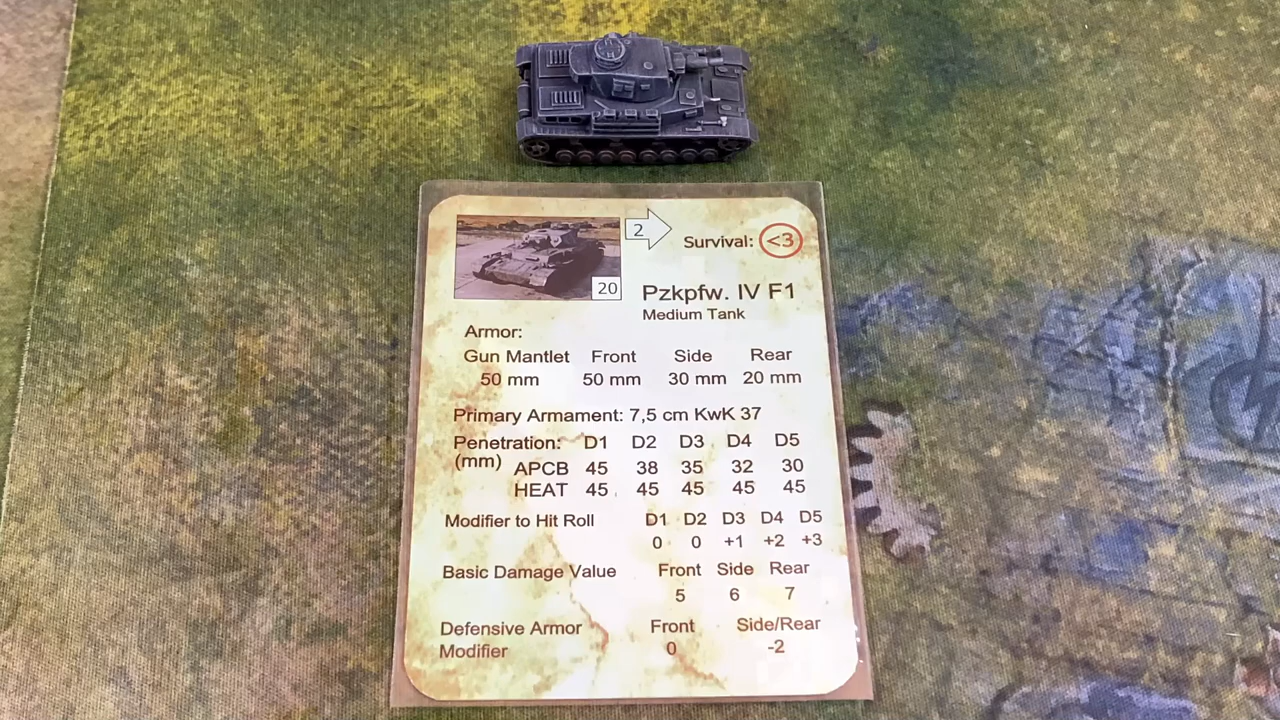 2
Survival: <3
20
Pzkpfw. IV F1
Medium Tank
Armor:
Gun Mantlet Front Side Rear
50 mm 50 mm 30 mm 20 mm
Primary Armament: 7,5 cm KwK 37
Penetration: D1 D2 D3 D4 D5
(mm) APCB 45 38 35 32 30
HEAT 45 45 45 45 45
Modifier to Hit Roll D1 D2 D3 D4 D5
0 0 +1 +2 +3
Basic Damage Value Front Side Rear
5 6 7
Defensive Armor Front Side/Rear
Modifier 0 -2